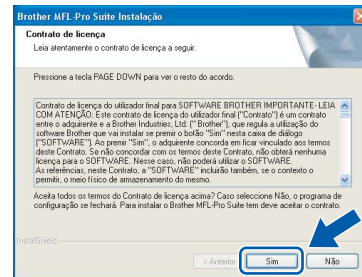 Brother MFL-Pro Suite Instalação
Contrato de licença
Leia atentamente o contrato de licença a seguir.
Pressione a tecla PAGE DOWN para ver o resto do acordo.
Contrato de licença do utilizador final para SOFTWARE BROTHER IMPORTANTE- LEIA
COM ATENÇÃO: Este contrato de licença do utilizador final ("Contrato") é um contrato
entre o adquirente e a Brother Industries, Ltd. (" Brother"), que regula a utilização do
software Brother que vai instalar se premir o botão "Sim" nesta caixa de diálogo
("SOFTWARE"). Ao premir "Sim", o adquirente concorda em ficar vinculado aos termos
deste Contrato. Se não concordar com os termos deste Contrato, não obterá nenhuma
licença para o SOFTWARE. Nesse caso, não poderá utilizar o SOFTWARE.
As referências, neste Contrato, a "SOFTWARE" incluirão também, se o contexto o
permitir, o meio físico de armazenamento do mesmo.
Aceita todos os termos do Contrato de licença acima? Caso seleccione Não, o programa de
configuração se fechará. Para instalar o Brother MFL-Pro Suite tem deve aceitar o contrato.
InstallShield
< Anterior
Sim
Não